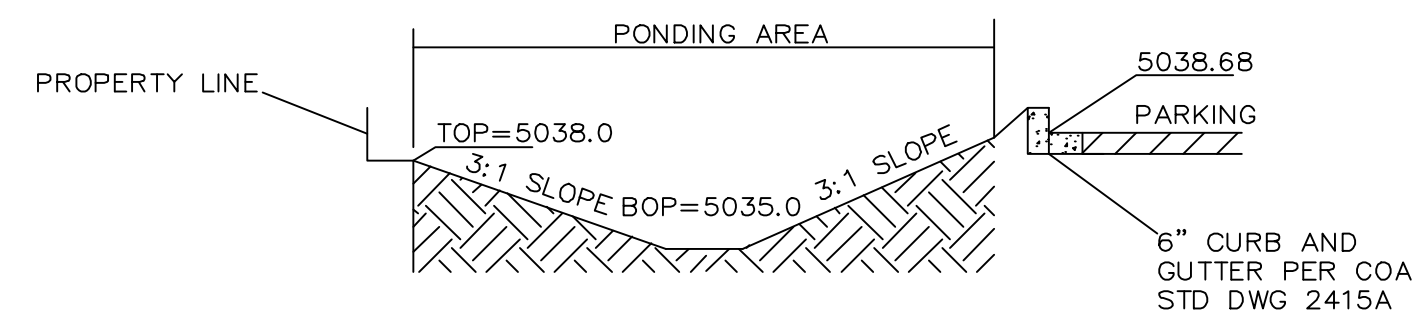 PONDING AREA
PROPERTY LINE
5038.68
PARKING
TOP=5038.0
3:1 SLOPE
BOP=5035.0
3:1 SLOPE
6" CURB AND
GUTTER PER COA
STD DWG 2415A